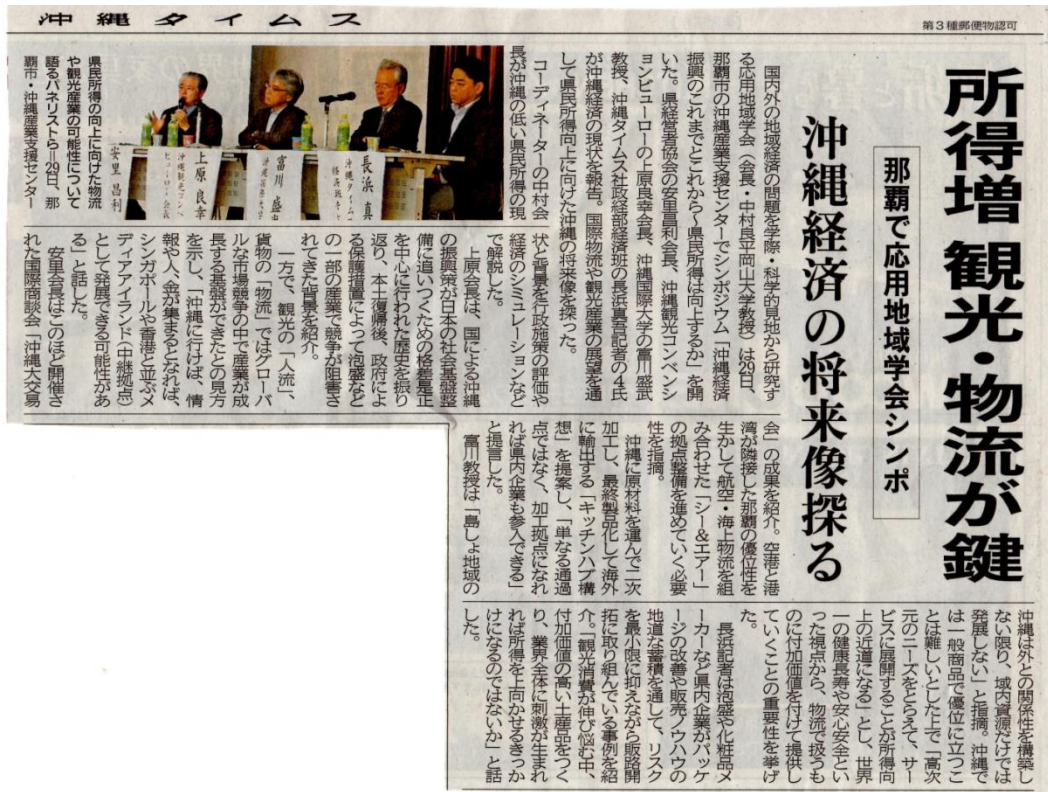 沖縄タイムス
第3種郵便物認可
所得増 観光・物流が鍵
那覇で応用地域学会シンポ
沖縄経済の将来像探る
国内外の地域経済の問題を学際・科学的見地から研究す
る応用地域学会（会長・中村良平岡山大学教授）は29日、
那覇市の沖縄産業支援センターでシンポジウム「沖縄経済
振興のこれまでとこれから〜県民所得は向上するか」を開
いた。県経営者協会の安里昌利会長、沖縄観光コンベンシ
ョンビューローの上原良幸会長、沖縄国際大学の富川盛武
教授、沖縄タイムス社政経部経済班の長浜真吾記者の4氏
が沖縄経済の現状を報告。国際物流や観光産業の展望を通
して県民所得向上に向けた沖縄の将来像を探った。
コーディネーターの中村会
長が沖縄の低い県民所得の現
長浜 真
沖縄タイムス
富川 盛
沖縄国際大学
上原 良幸
沖縄観光コンベ
ビューロー 会長
安里 昌利
県民所得の向上に向けた物流
や観光産業の可能性について
語るパネリストら＝29日、那
覇市・沖縄産業支援センター
状と背景を行政施策の評価や
経済のシミュレーションなど
で解説した。
上原会長は、国による沖縄
の振興策が日本の社会基盤整
備に追いつくための格差是正
を中心に行われた歴史を振り
返り、本土復帰後、政府によ
る保護措置によって泡盛など
の一部の産業で競争が阻害さ
れてきた背景を紹介。
一方で、観光の「人流」、
貨物の「物流」ではグローバ
ルな市場競争の中で産業が成
長する基盤ができたとの見方
を示し、「沖縄に行けば、情
報や人、金が集まるとなれば、
シンガポールや香港と並ぶメ
ディアアイランド（中継拠点）
として発展できる可能性があ
る」と話した。
安里会長はこのほど開催さ
れた国際商談会「沖縄大交易
会」の成果を紹介。空港と港
湾が隣接した那覇の優位性を
生かして航空・海上物流を組
み合わせた「シー&エアー」
の拠点整備を進めていく必要
性を指摘。
沖縄に原材料を運んで二次
加工し、最終製品化して海外
に輸出する「キッチンハブ構
想」を提案し、「単なる通過
点ではなく、加工拠点になれ
れば県内企業も参入できる」
と提言した。
富川教授は「島しょ地域の
沖縄は外との関係性を構築し
ない限り、域内資源だけでは
発展しない」と指摘。沖縄で
は一般商品で優位に立つこ
とは難しいとした上で「高次
元のニーズをとらえて、サー
ビスに展開することが所得向
上の近道になる」とし、世界
一の健康長寿や安心安全とい
った視点から、物流で扱うも
のに付加価値を付けて提供し
ていくことの重要性を挙げ
た。
長浜記者は泡盛や化粧品メ
ーカーなど県内企業がパッケ
ージの改善や販売ノウハウの
地道な蓄積を通して、リスク
を最小限に抑えながら販路開
拓に取り組んでいる事例を紹
介。「観光消費が伸び悩む中、
付加価値の高い土産品をつく
り、業界全体に刺激が生まれ
れば所得を上向かせるきっか
けになるのではないか」と話
した。